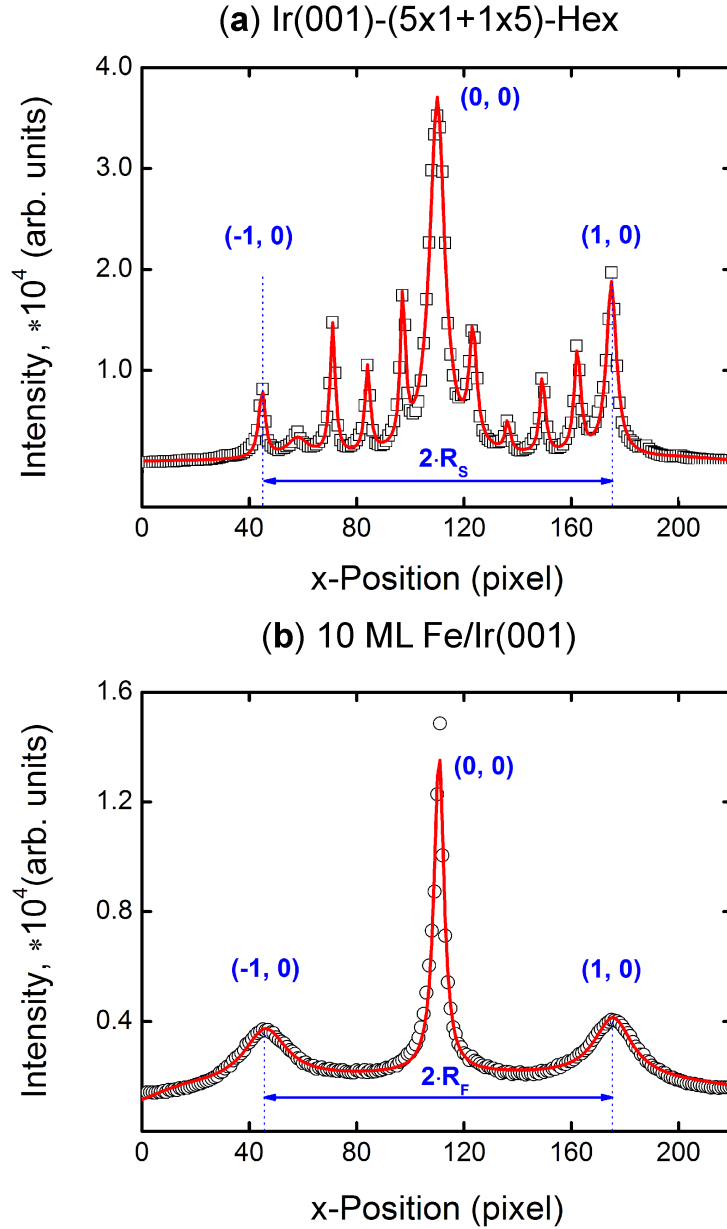 (a) Ir(001)-(5x1+1x5)-Hex
4.0
3.0
2.0
1.0
Intensity, ∗10⁴ (arb. units)
(0, 0)
(-1, 0)
(1, 0)
2·R_S
0 40 80 120 160 200
x-Position (pixel)
(b) 10 ML Fe/Ir(001)
1.6
1.2
0.8
0.4
Intensity, ∗10⁴(arb. units)
(0, 0)
(-1, 0)
(1, 0)
2·R_F
0 40 80 120 160 200
x-Position (pixel)